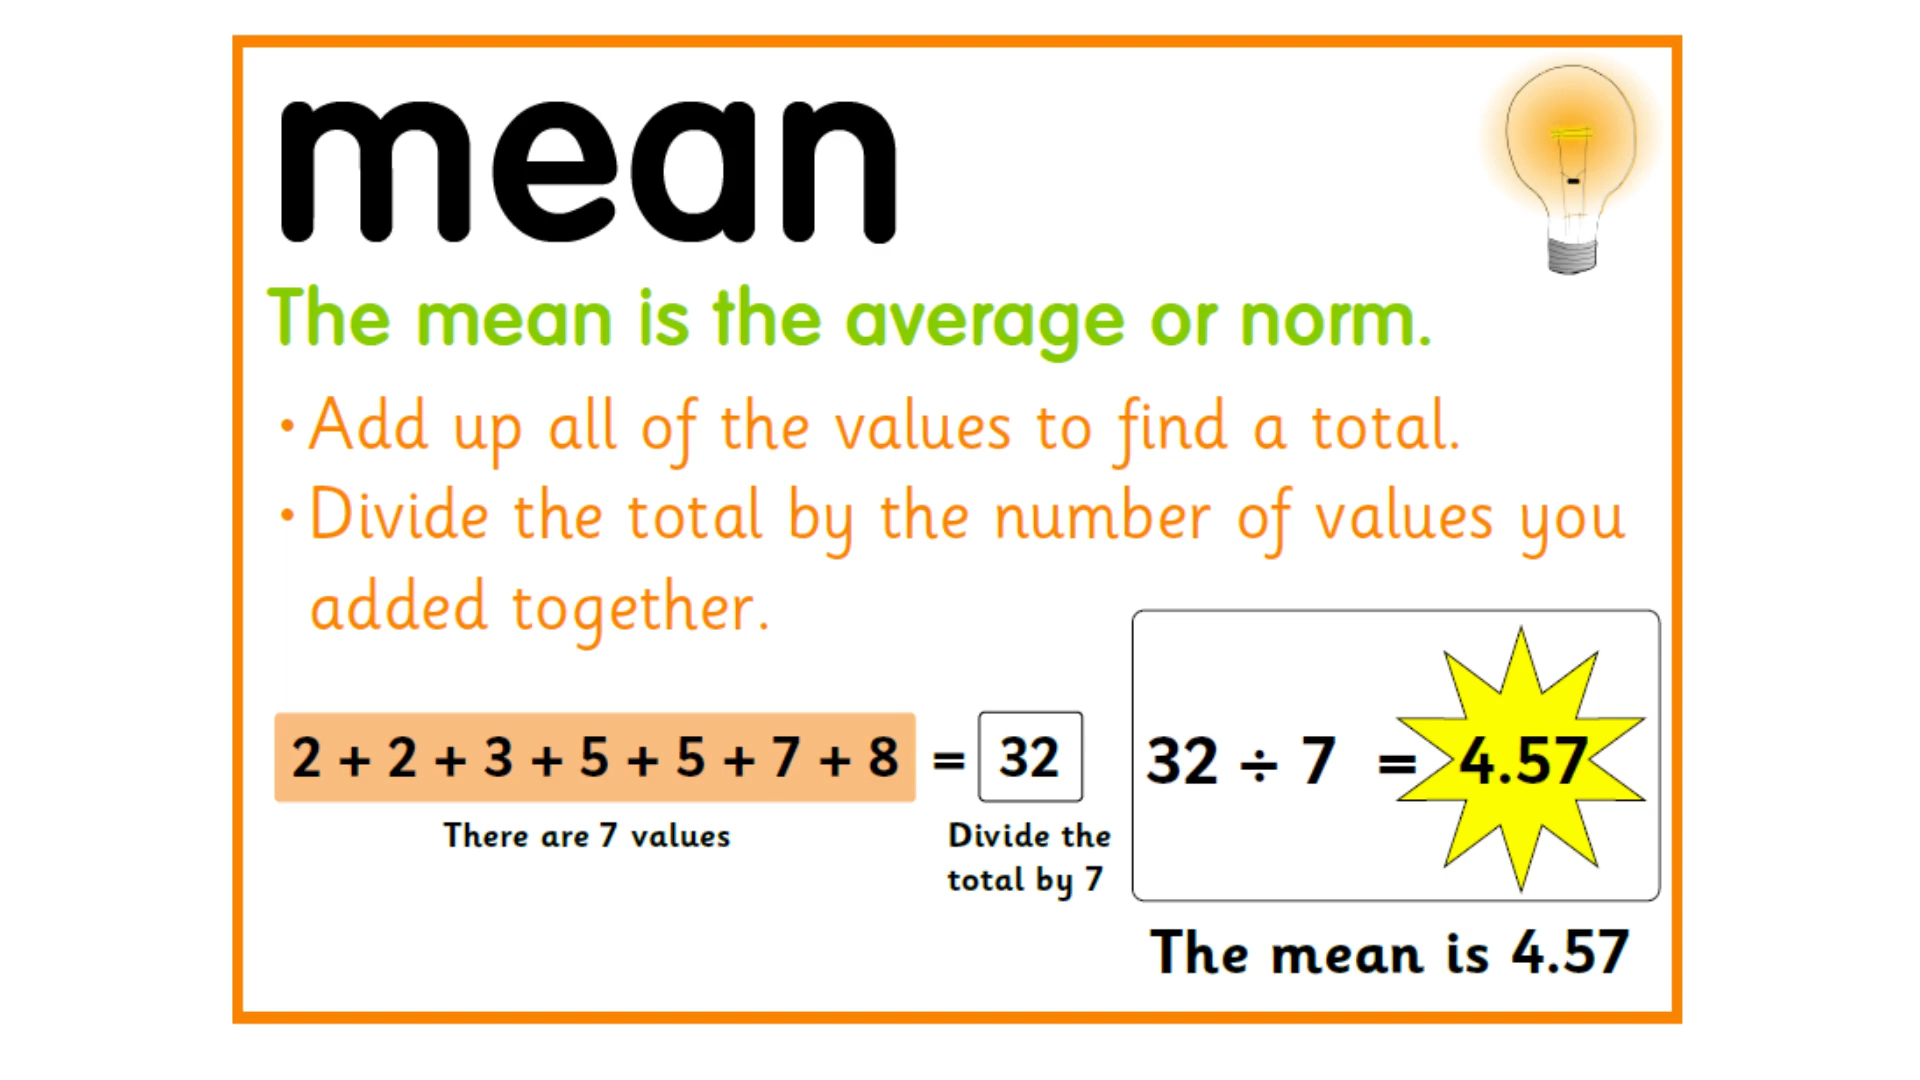 mean
The mean is the average or norm.
• Add up all of the values to find a total.
• Divide the total by the number of values you
added together.
2 + 2 + 3 + 5 + 5 + 7 + 8 = 32
There are 7 values
Divide the
total by 7
32 ÷ 7 = 4.57
The mean is 4.57